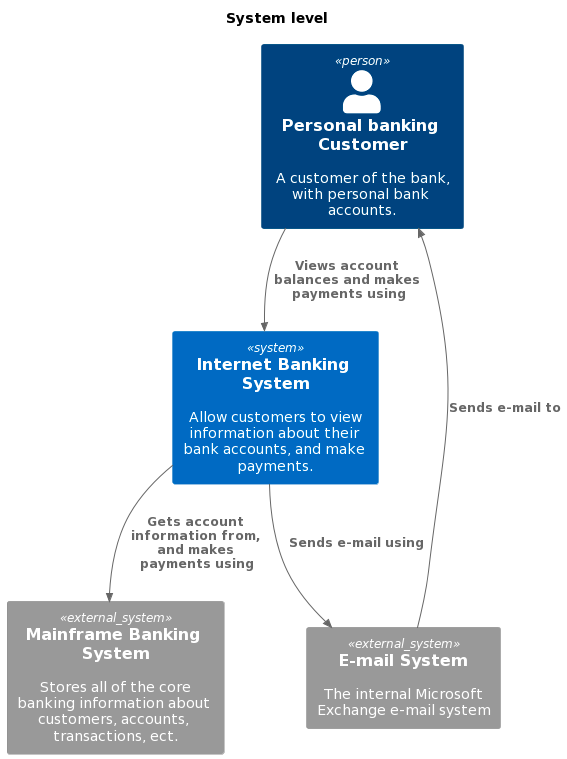 System level
«person»
Personal banking
Customer
A customer of the bank,
with personal bank
accounts.
Views account
balances and makes
payments using
«system»
Internet Banking
System
Allow customers to view
information about their
bank accounts, and make
payments.
Sends e-mail to
Gets account
information from,
and makes
payments using
Sends e-mail using
«external_system»
Mainframe Banking
System
Stores all of the core
banking information about
customers, accounts,
transactions, ect.
«external_system»
E-mail System
The internal Microsoft
Exchange e-mail system